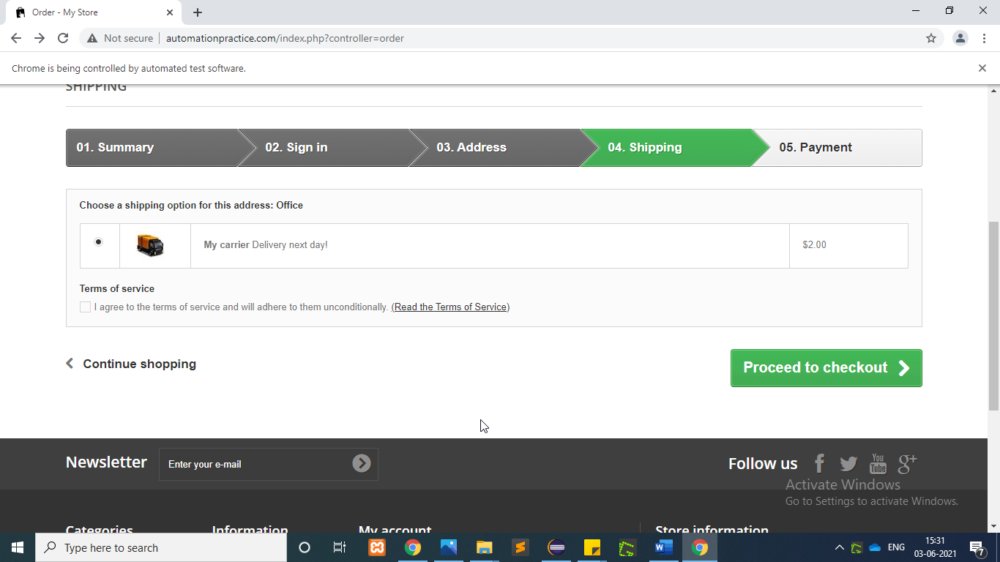 Order - My Store
Not secure
automationpractice.com/index.php?controller=order
Chrome is being controlled by automated test software.
SHIPPING
01. Summary
02. Sign in
03. Address
04. Shipping
05. Payment
Choose a shipping option for this address: Office
My carrier Delivery next day!
$2.00
Terms of service
I agree to the terms of service and will adhere to them unconditionally. (Read the Terms of Service)
Continue shopping
Proceed to checkout
Newsletter
Enter your e-mail
Follow us
You
Tube
g+
Activate Windows
Go to Settings to activate Windows.
Categories
Information
My account
Store information
Type here to search
ENG
15:31
03-06-2021
7